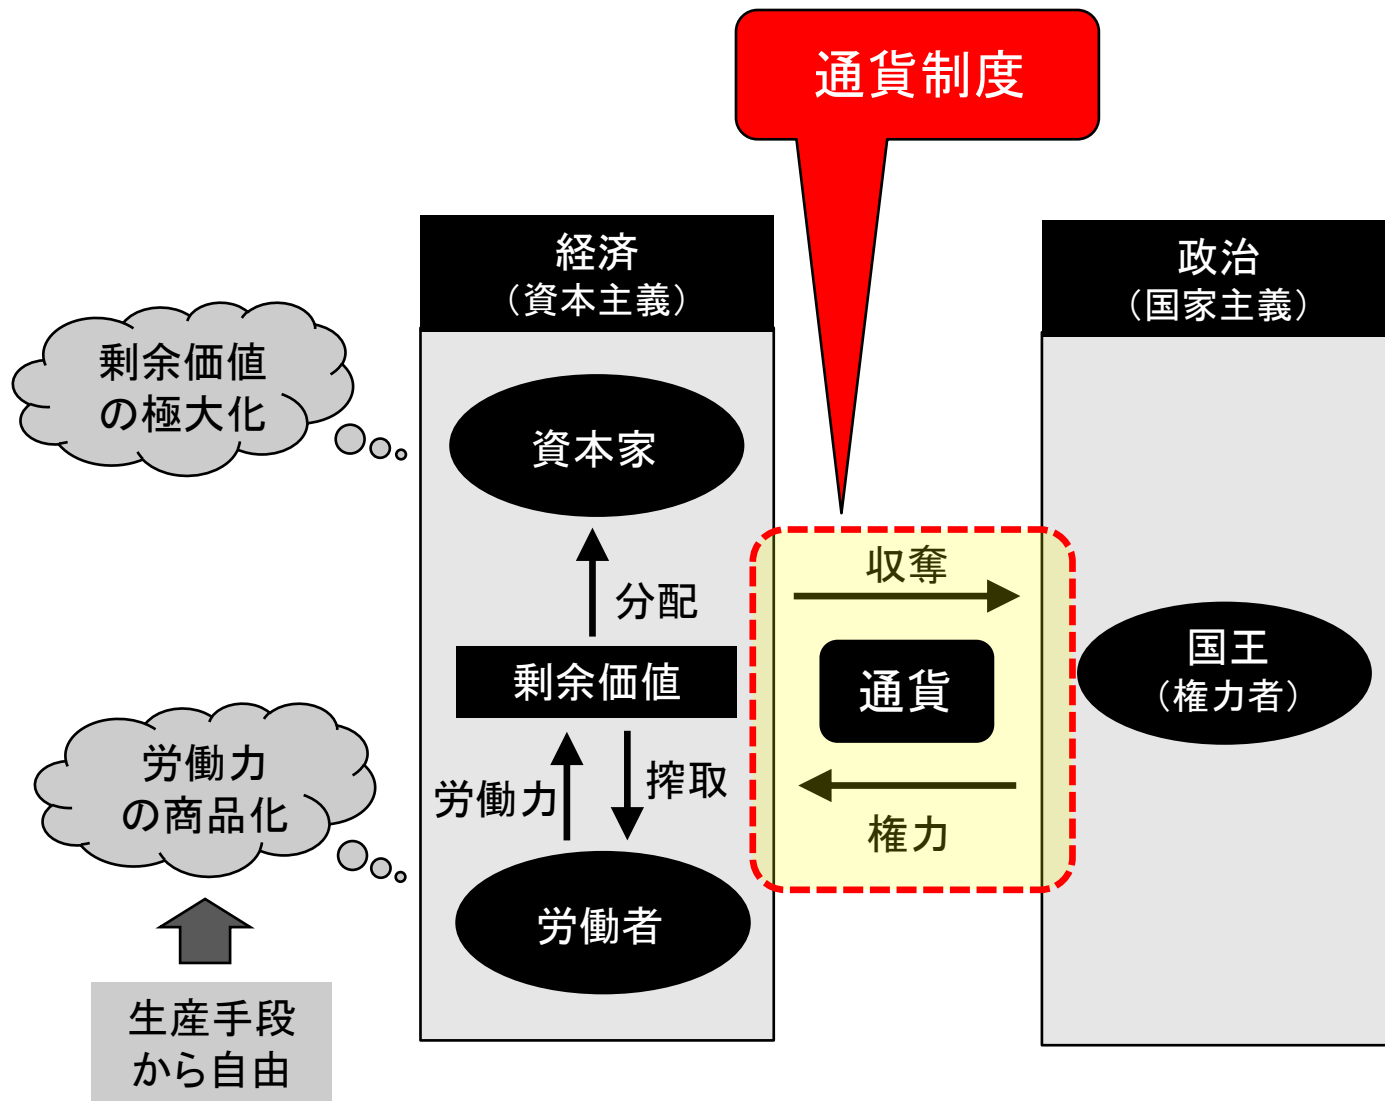 通貨制度
経済
（資本主義）
政治
（国家主義）
剰余価値
の極大化
資本家
分配
収奪
剰余価値
通貨
国王
（権力者）
労働力
の商品化
労働力
搾取
権力
労働者
生産手段
から自由